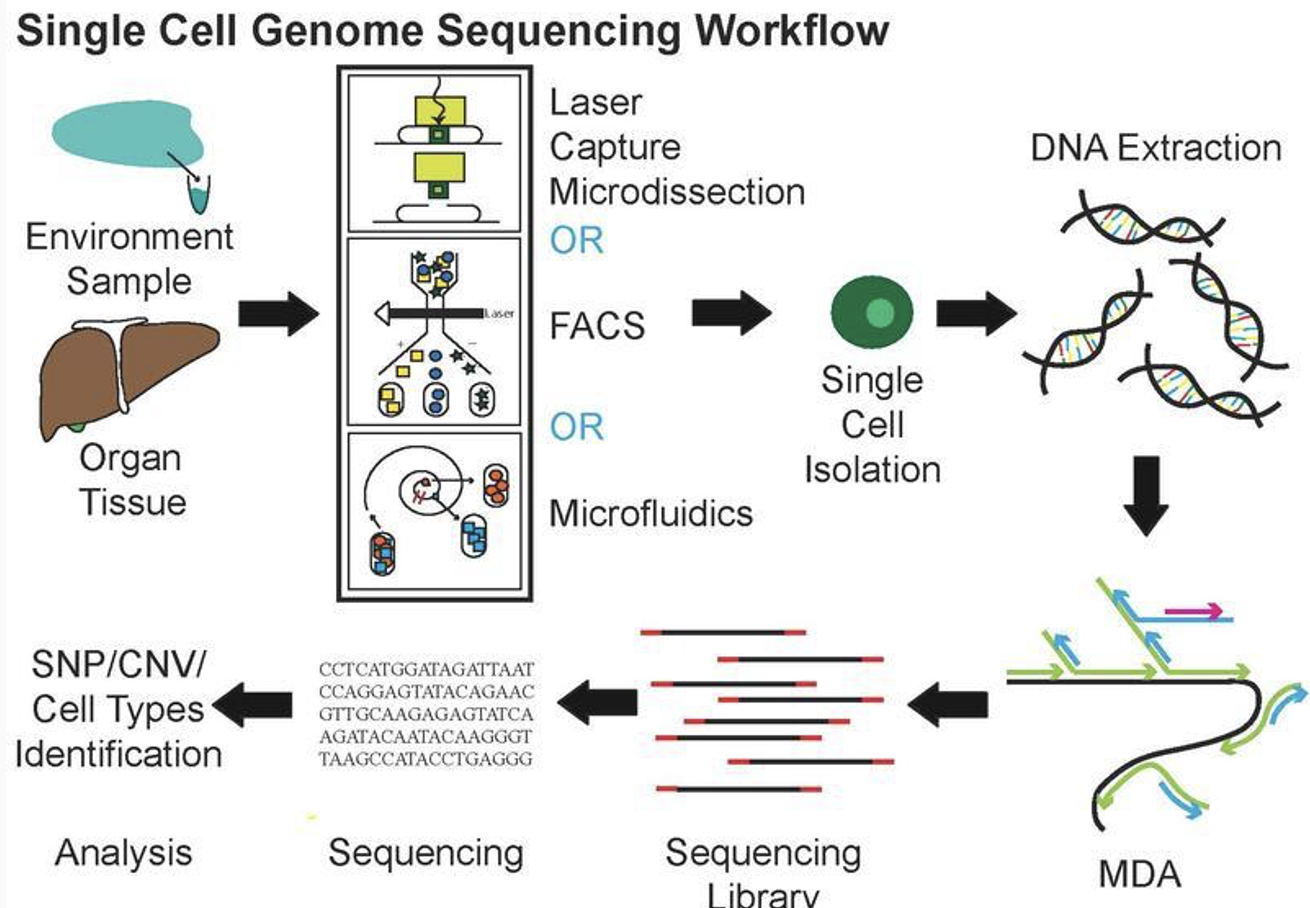 Single Cell Genome Sequencing Workflow
Environment
Sample
Organ
Tissue
Laser
Capture
Microdissection
OR
Laser
+
−
FACS
OR
Microfluidics
Single
Cell
Isolation
DNA Extraction
MDA
Sequencing
Library
CCTCATGGATAGATTAAT
CCAGGAGTATACAGAAC
GTTGCAAGAGAGTATCA
AGATACAATACAAGGGT
TAAGCCATACCTGAGGG
Sequencing
SNP/CNV/
Cell Types
Identification
Analysis